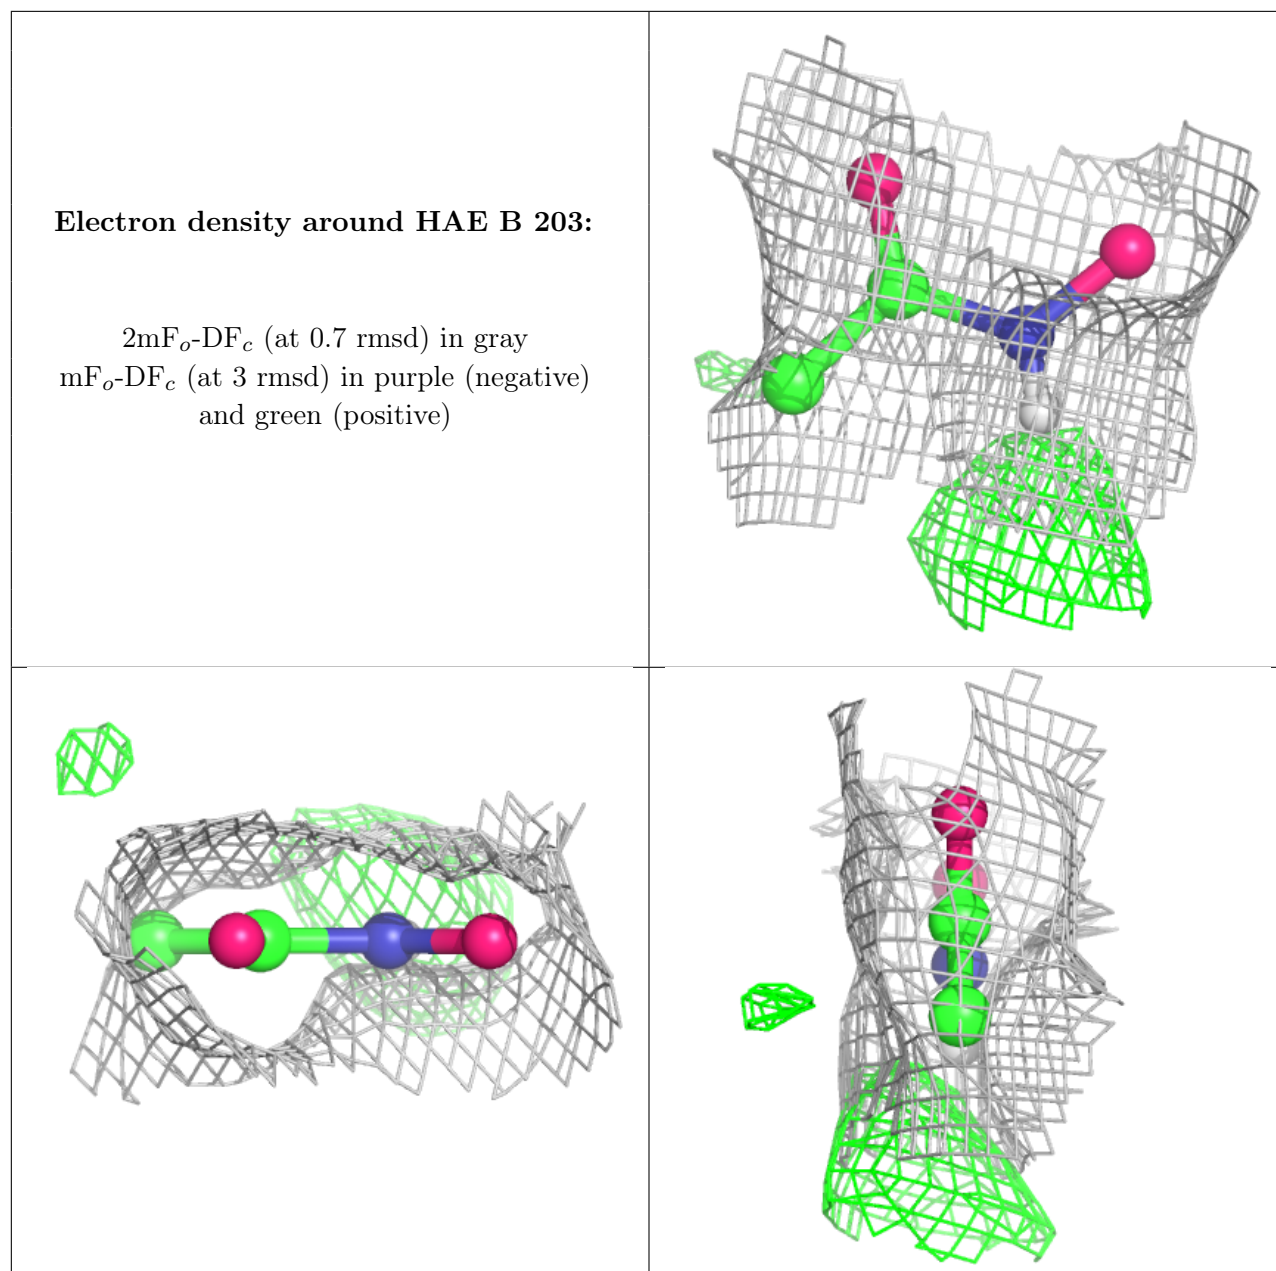 Electron density around HAE B 203:
2mFo-DFc (at 0.7 rmsd) in gray
mFo-DFc (at 3 rmsd) in purple (negative)
and green (positive)